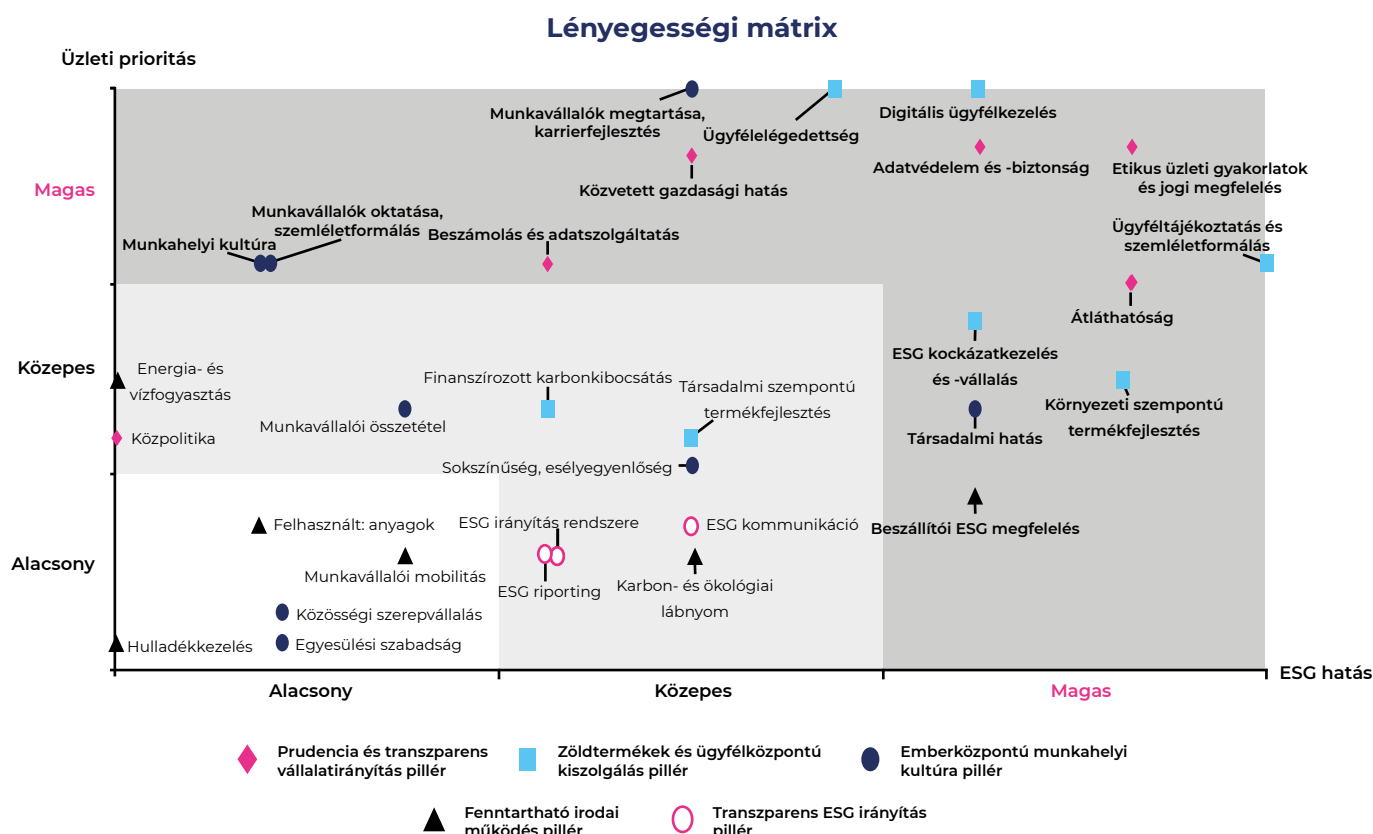 Lényegességi mátrix
Üzleti prioritás
Munkavállalók megtartása,
karrierfejlesztés
Ügyfélelégedettség
Digitális ügyfélkezelés
Adatvédelem és -biztonság
Etikus üzleti gyakorlatok
és jogi megfelelés
Magas
Közvetett gazdasági hatás
Munkavállalók oktatása,
szemléletformálás
Munkahelyi kultúra
Beszámolás és adatszolgáltatás
Ügyféltájékoztatás és
szemléletformálás
Átláthatóság
ESG kockázatkezelés
és -vállalás
Közepes
Energia- és
vízfogyasztás
Finanszírozott karbonkibocsátás
Társadalmi szempontú
termékfejlesztés
Környezeti szempontú
termékfejlesztés
Munkavállalói összetétel
Közpolitika
Társadalmi hatás
Sokszínűség, esélyegyenlőség
Felhasznált: anyagok
ESG irányítás rendszere
ESG kommunikáció
Beszállítói ESG megfelelés
Alacsony
Munkavállalói mobilitás
ESG riporting
Karbon- és ökológiai
lábnyom
Közösségi szerepvállalás
Hulladékkezelés
Egyesülési szabadság
ESG hatás
Alacsony
Közepes
Magas
Prudencia és transzparens
vállalatirányítás pillér
Zöldtermékek és ügyfélközpontú
kiszolgálás pillér
Emberközpontú munkahelyi
kultúra pillér
Fenntartható irodai
működés pillér
Transzparens ESG irányítás
pillér